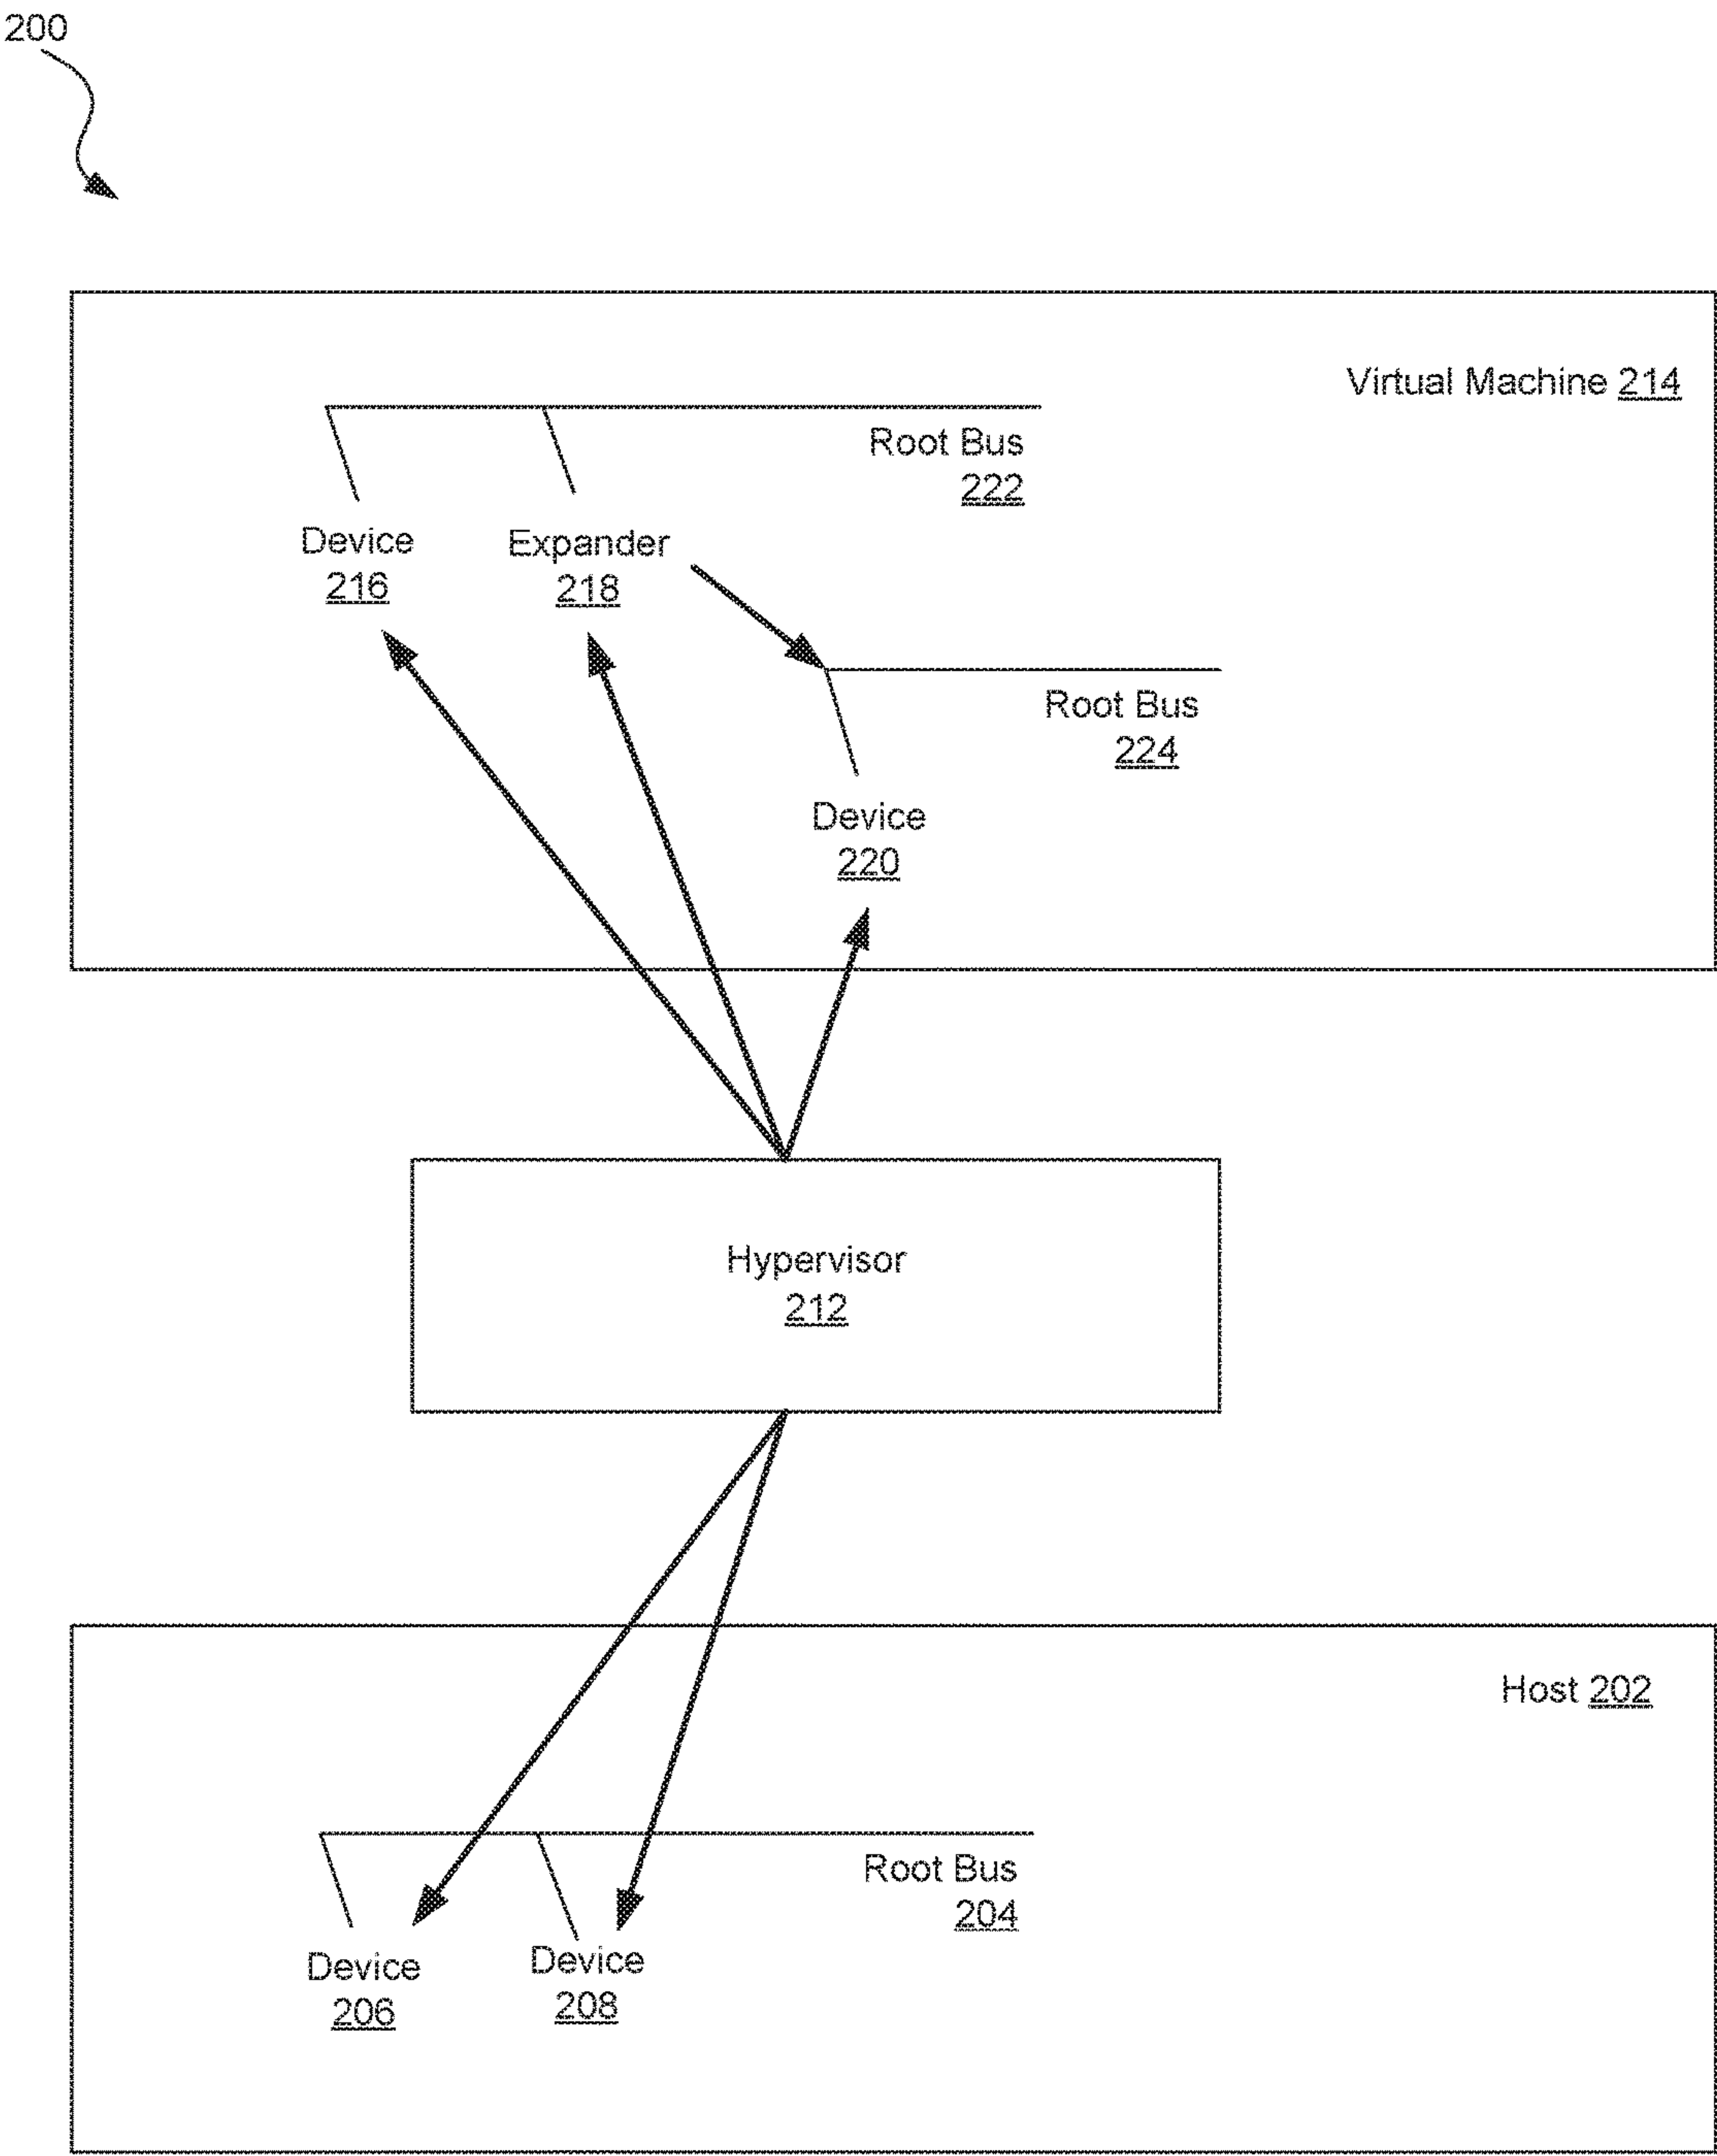 200
Virtual Machine 214
Root Bus
222
Device
216
Expander
218
Root Bus
224
Device
220
Hypervisor
212
Host 202
Root Bus
204
Device
206
Device
208